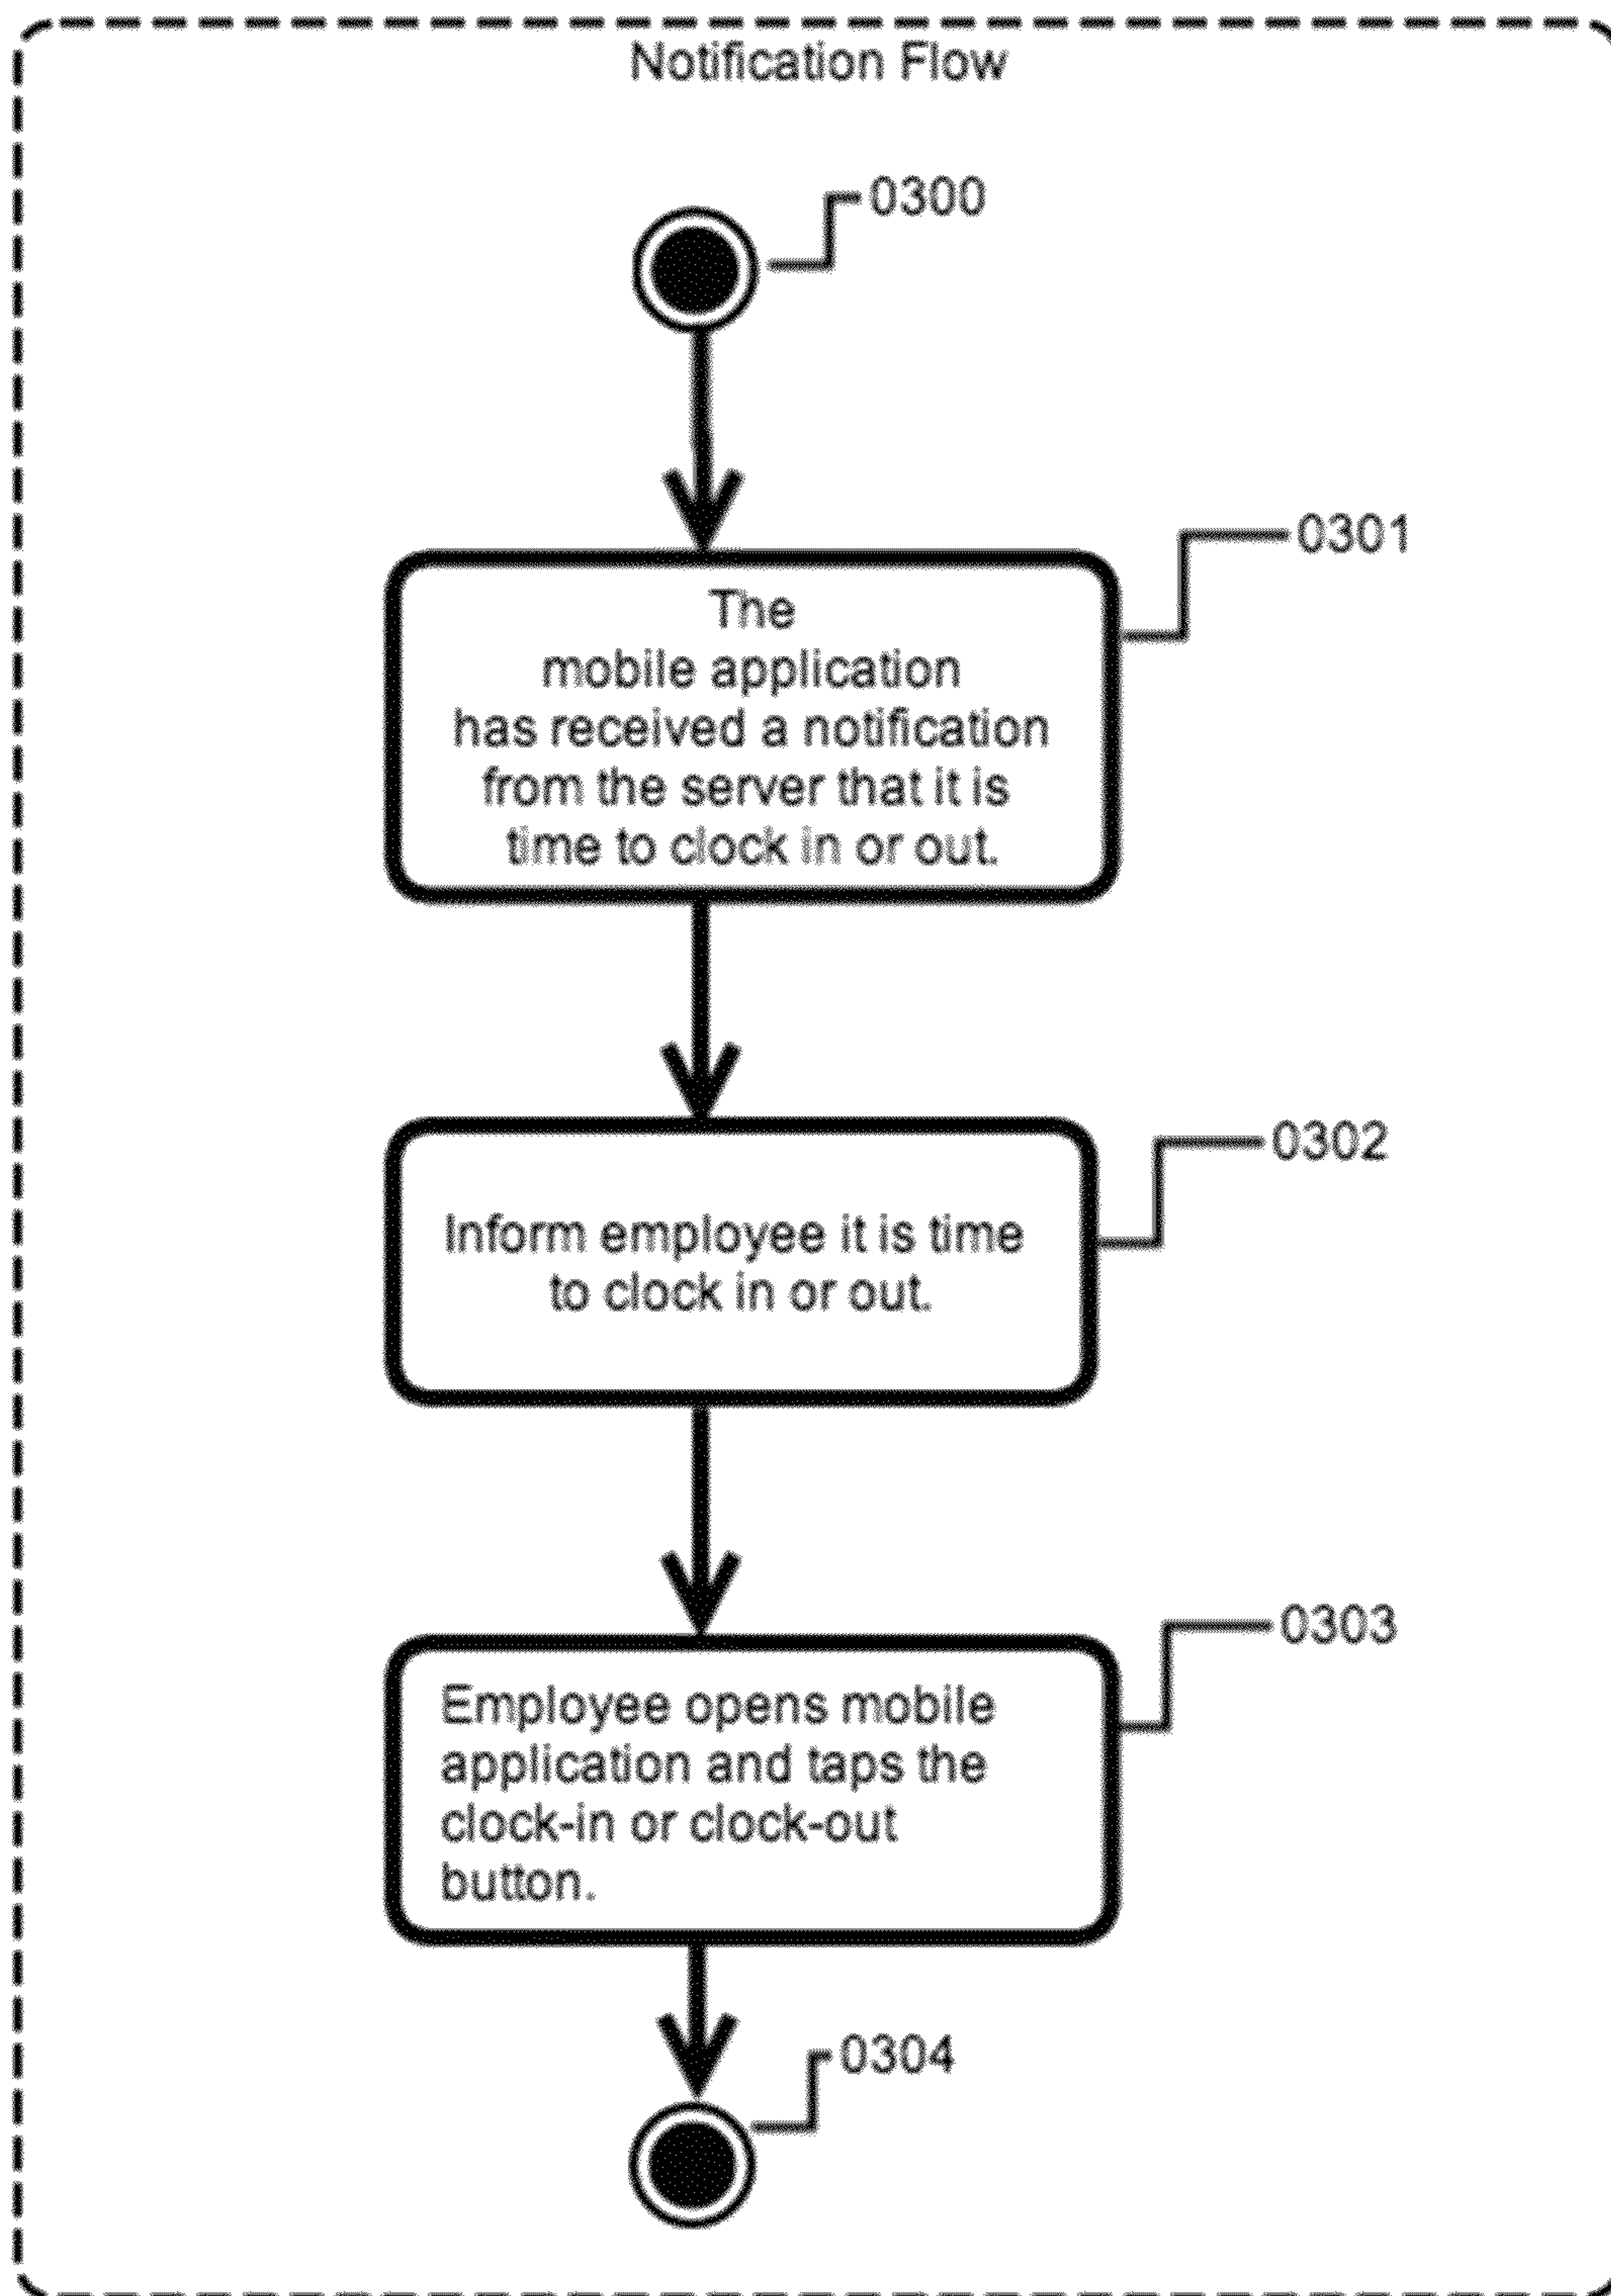 Notification Flow
0300
0301
The
mobile application
has received a notification
from the server that it is
time to clock in or out.
0302
Inform employee it is time
to clock in or out.
0303
Employee opens mobile
application and taps the
clock-in or clock-out
button.
0304